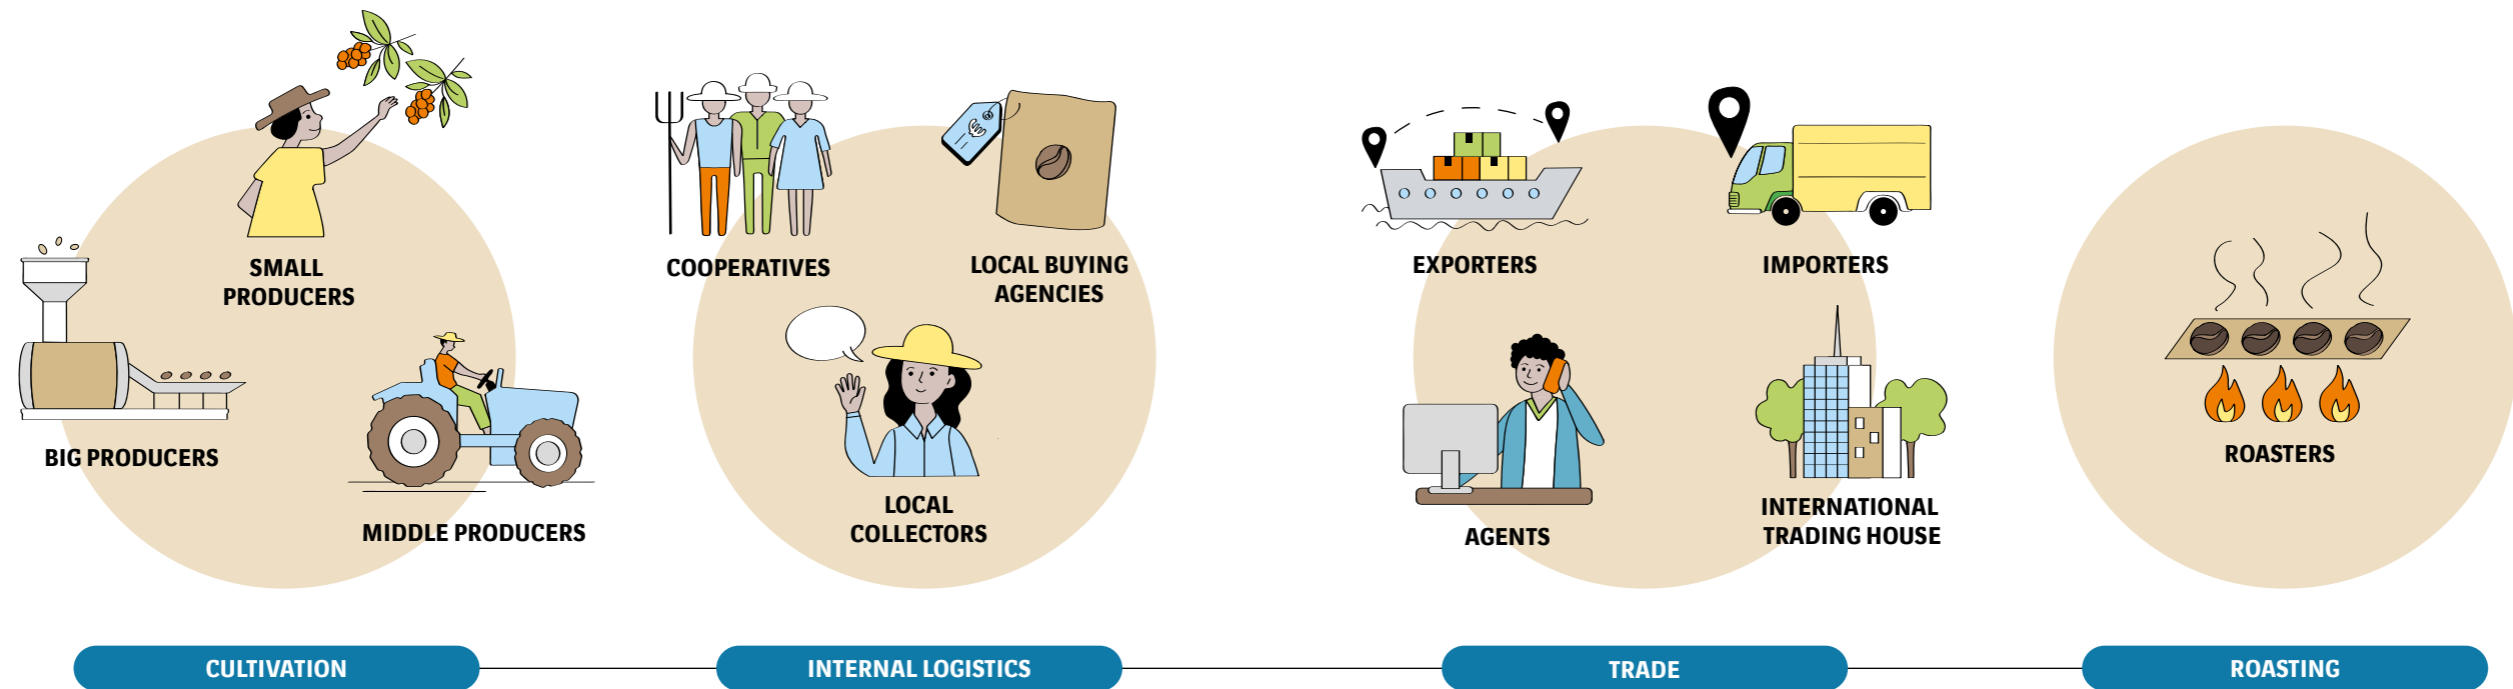 SMALL
PRODUCERS
BIG PRODUCERS
MIDDLE PRODUCERS
COOPERATIVES
LOCAL BUYING
AGENCIES
LOCAL
COLLECTORS
EXPORTERS
IMPORTERS
AGENTS
INTERNATIONAL
TRADING HOUSE
ROASTERS
CULTIVATION
INTERNAL LOGISTICS
TRADE
ROASTING